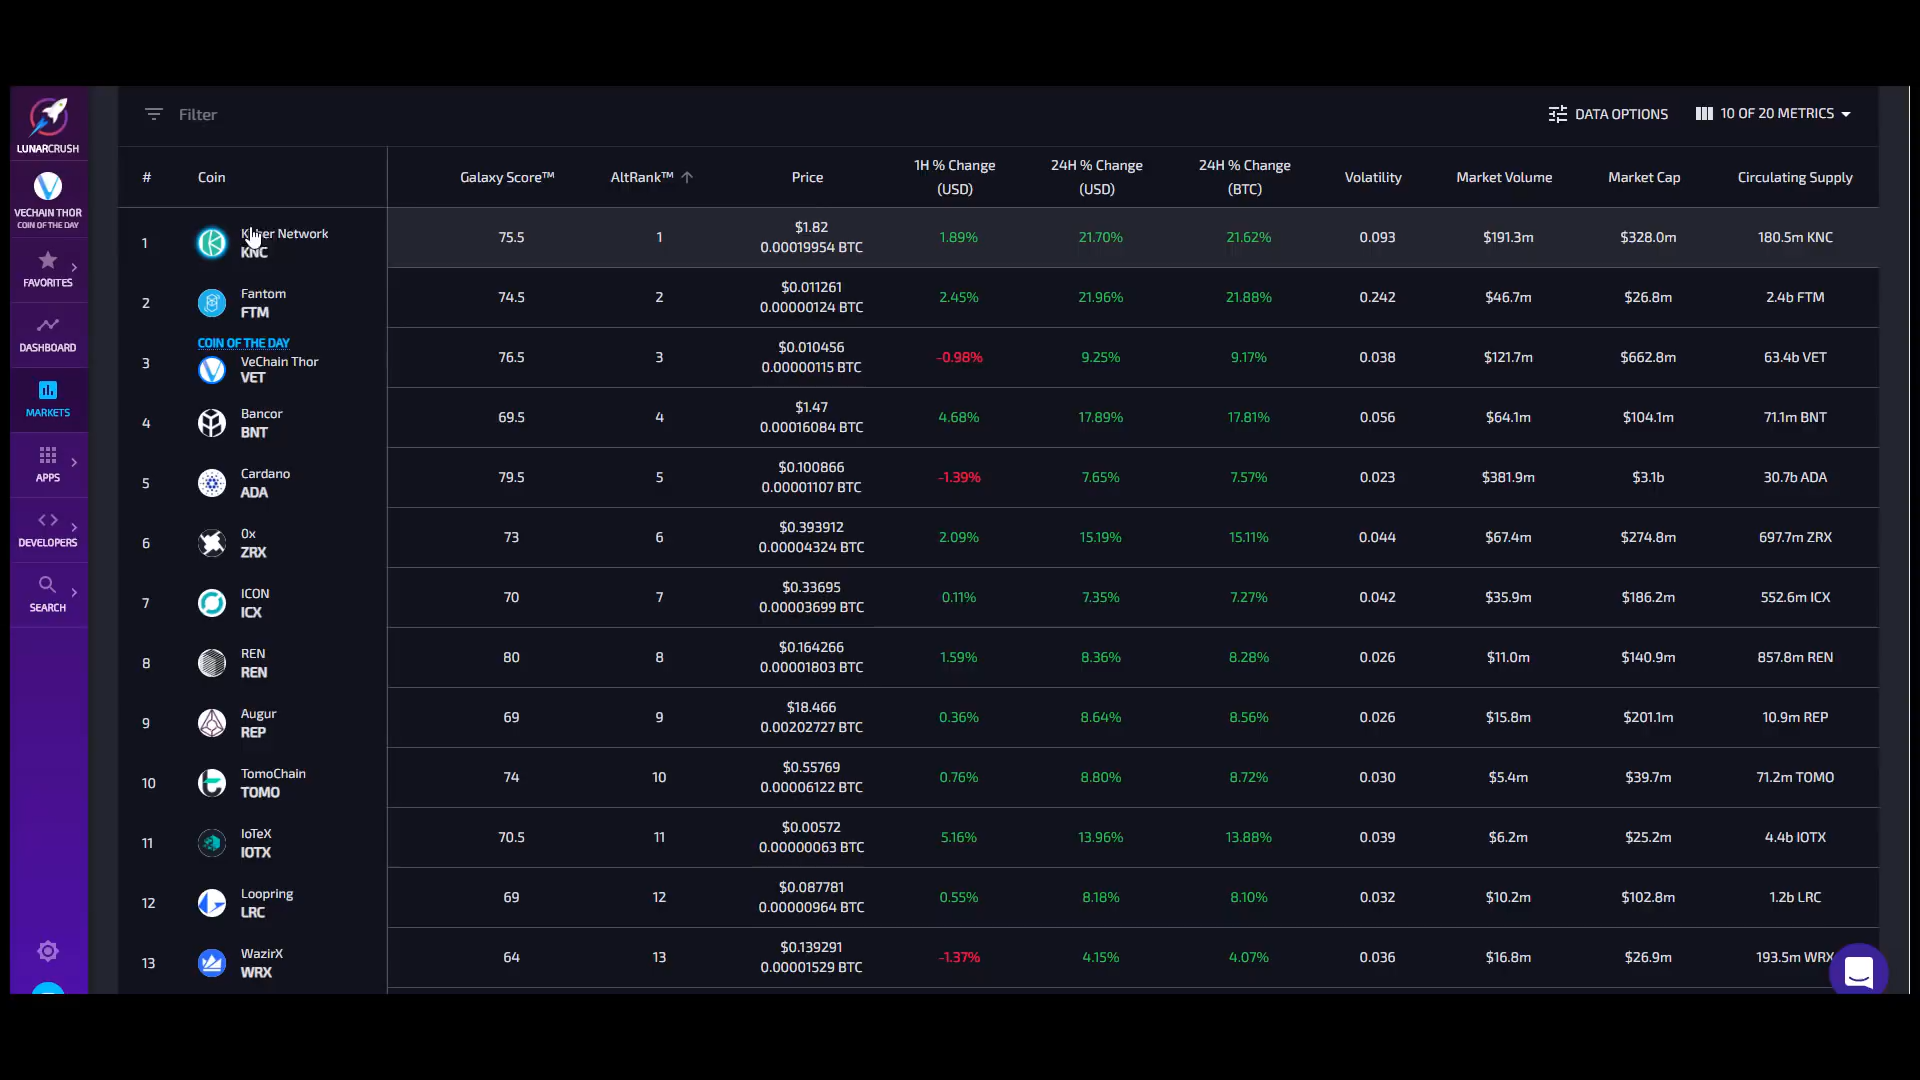 Filter
DATA OPTIONS
10 OF 20 METRICS
LUNARCRUSH
VECHAIN THOR
COIN OF THE DAY
FAVORITES
DASHBOARD
MARKETS
APPS
DEVELOPERS
SEARCH
# Coin Galaxy Score™ AltRank™ Price 1H % Change (USD) 24H % Change (USD) 24H % Change (BTC) Volatility Market Volume Market Cap Circulating Supply
1 Network KNC 75.5 1 $1.82 0.00019954 BTC 1.89% 21.70% 21.62% 0.093 $191.3m $328.0m 180.5m KNC
2 Fantom FTM 74.5 2 $0.011261 0.00000124 BTC 2.45% 21.96% 21.88% 0.242 $46.7m $26.8m 2.4b FTM
COIN OF THE DAY
3 VeChain Thor VET 76.5 3 $0.010456 0.00000115 BTC -0.98% 9.25% 9.17% 0.038 $121.7m $662.8m 63.4b VET
4 Bancor BNT 69.5 4 $1.47 0.00016084 BTC 4.68% 17.89% 17.81% 0.056 $64.1m $104.1m 71.1m BNT
5 Cardano ADA 79.5 5 $0.100866 0.00001107 BTC -1.39% 7.65% 7.57% 0.023 $381.9m $3.1b 30.7b ADA
6 0x ZRX 73 6 $0.393912 0.00004324 BTC 2.09% 15.19% 15.11% 0.044 $67.4m $274.8m 697.7m ZRX
7 ICON ICX 70 7 $0.33695 0.00003699 BTC 0.11% 7.35% 7.27% 0.042 $35.9m $186.2m 552.6m ICX
8 REN REN 80 8 $0.164266 0.00001803 BTC 1.59% 8.36% 8.28% 0.026 $11.0m $140.9m 857.8m REN
9 Augur REP 69 9 $18.466 0.00202727 BTC 0.36% 8.64% 8.56% 0.026 $15.8m $201.1m 10.9m REP
10 TomoChain TOMO 74 10 $0.55769 0.00006122 BTC 0.76% 8.80% 8.72% 0.030 $5.4m $39.7m 71.2m TOMO
11 IoTeX IOTX 70.5 11 $0.00572 0.00000063 BTC 5.16% 13.96% 13.88% 0.039 $6.2m $25.2m 4.4b IOTX
12 Loopring LRC 69 12 $0.087781 0.00000964 BTC 0.55% 8.18% 8.10% 0.032 $10.2m $102.8m 1.2b LRC
13 WazirX WRX 64 13 $0.139291 0.00001529 BTC -1.37% 4.15% 4.07% 0.036 $16.8m $26.9m 193.5m WRX